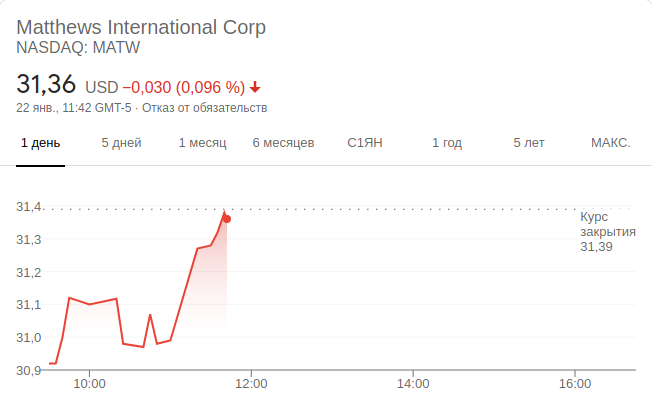 Matthews International Corp
NASDAQ: MATW
31,36 USD −0,030 (0,096 %)
22 янв., 11:42 GMT-5 · Отказ от обязательств
1 день 5 дней 1 месяц 6 месяцев С1ЯН 1 год 5 лет МАКС.
31,4
Курс
закрытия
31,39
31,3
31,2
31,1
31,0
30,9
10:00 12:00 14:00 16:00